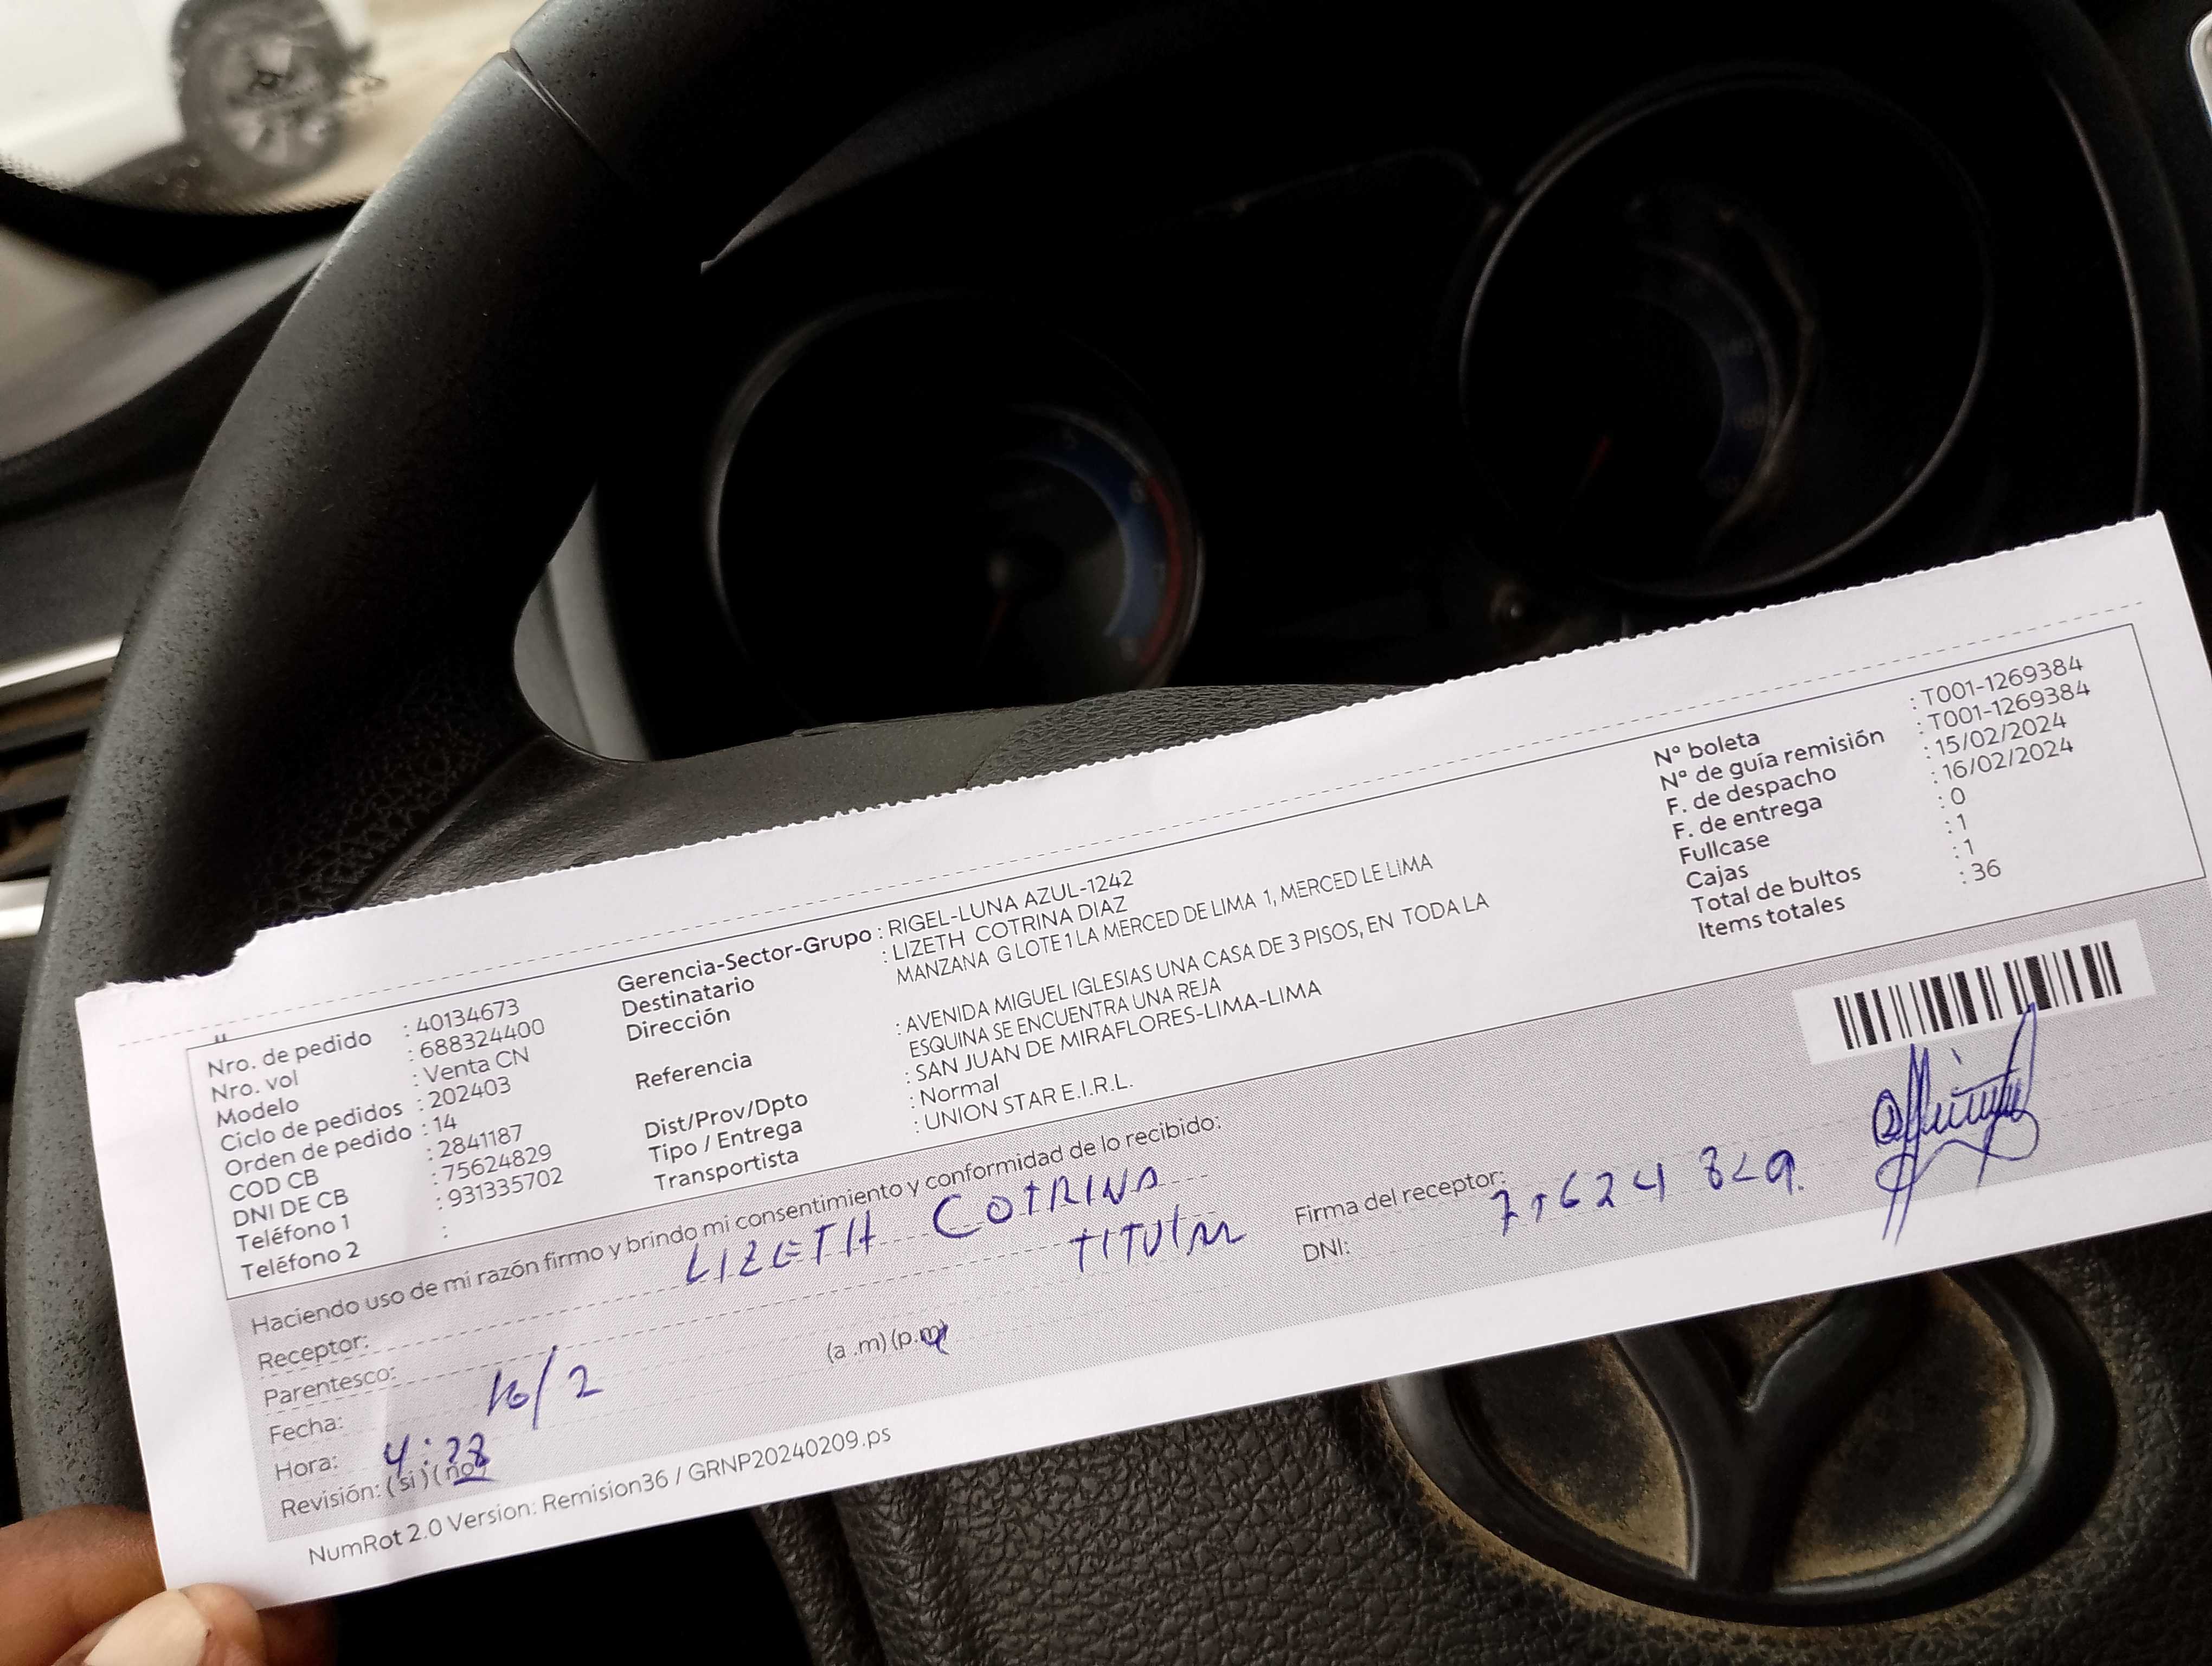 Nro. de pedido : 40134673
Nro. vol : 688324400
Modelo : Venta CN
Ciclo de pedidos : 202403
Orden de pedido : 14
COD CB : 2841187
DNI DE CB : 75624829
Teléfono 1 : 931335702
Teléfono 2 :
Gerencia-Sector-Grupo : RIGEL-LUNA AZUL-1242
Destinatario : LIZETH COTRINA DIAZ
Dirección MANZANA G LOTE 1 LA MERCED DE LIMA 1, MERCED LE LIMA
Referencia : AVENIDA MIGUEL IGLESIAS UNA CASA DE 3 PISOS, EN TODA LA
ESQUINA SE ENCUENTRA UNA REJA
Dist/Prov/Dpto : SAN JUAN DE MIRAFLORES-LIMA-LIMA
Tipo / Entrega : Normal
Transportista : UNION STAR E.I.R.L.
N° boleta : T001-1269384
N° de guía remisión : T001-1269384
F. de despacho : 15/02/2024
F. de entrega : 16/02/2024
Fullcase : 0
Cajas : 1
Total de bultos : 1
Items totales : 36
Haciendo uso de mi razón firmo y brindo mi consentimiento y conformidad de lo recibido:
Receptor: LIZETH COTRINA
Parentesco: TITULAR
Fecha: 16/2
Hora: 4:38 (a .m) (p.m)
Revisión: (si) (no)
Firma del receptor:
DNI: 75624829
NumRot 2.0 Version: Remision36 / GRNP20240209.ps